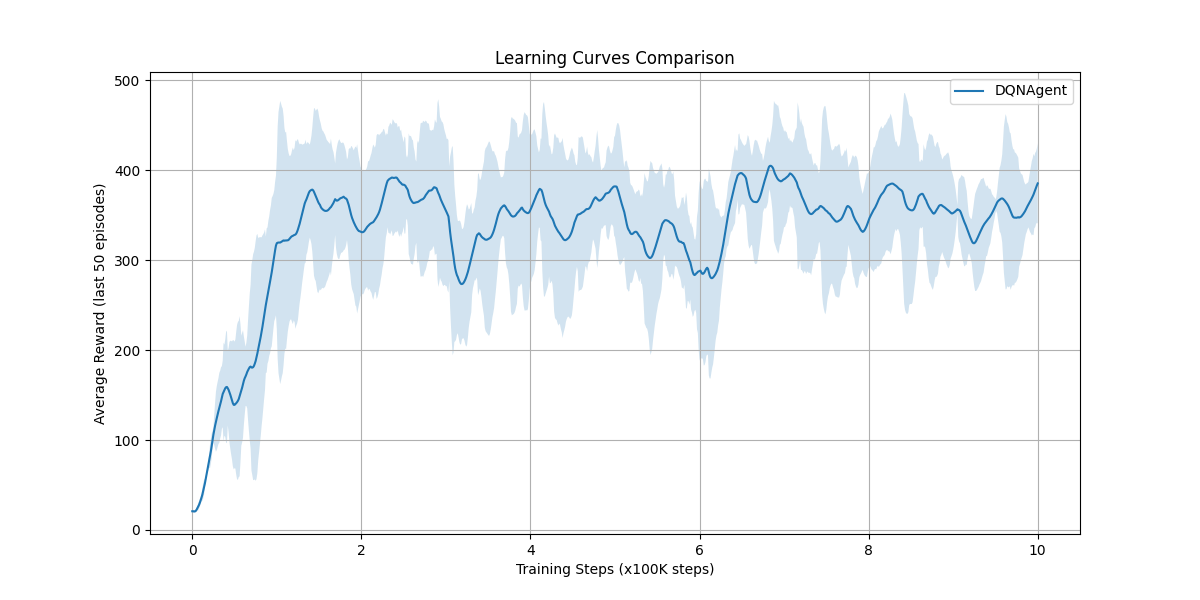 Learning Curves Comparison
DQNAgent
Average Reward (last 50 episodes)
500
400
300
200
100
0
0 2 4 6 8 10
Training Steps (x100K steps)